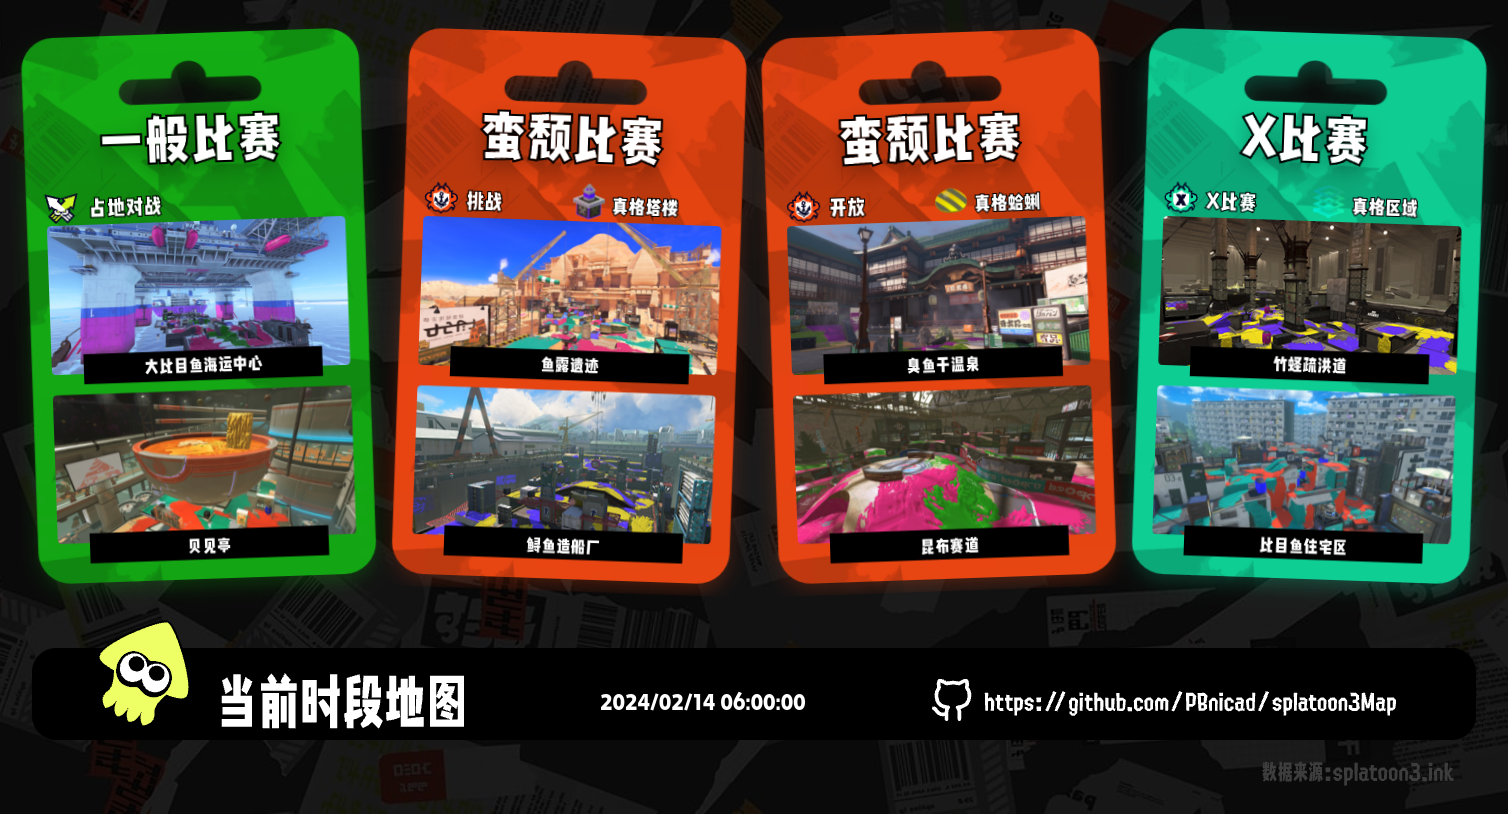 一般比赛
占地对战
大比目鱼海运中心
贝见亭
蛮颓比赛
挑战
真格塔楼
鱼露遗迹
鲟鱼造船厂
蛮颓比赛
开放
真格蛤蜊
臭鱼干温泉
昆布赛道
X比赛
X比赛
真格区域
竹蛏疏洪道
比目鱼住宅区
当前时段地图
2024/02/14 06:00:00
https://github.com/PBnicad/splatoon3Map
数据来源:splatoon3.ink